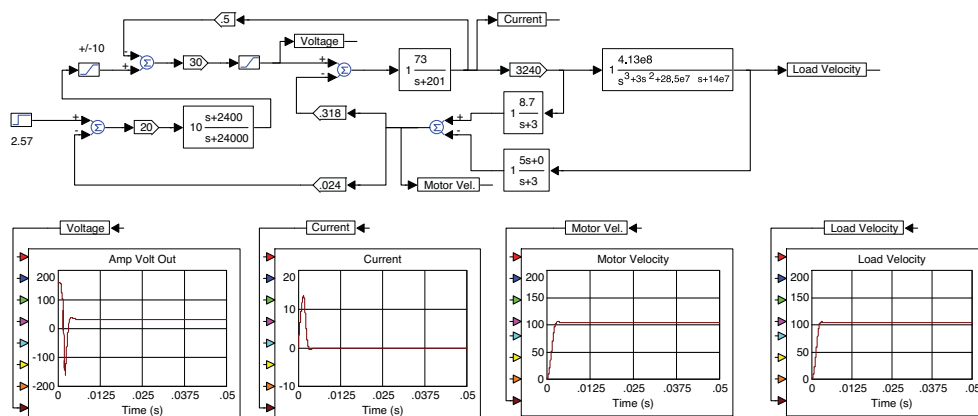 .5
Current
+/-10
Voltage
-
+
Σ
30
+
-
Σ
1 73
s+201
3240
1 4.13e8
s³+3s²+28,5e7 s+14e7
Load Velocity
.318
+
-
Σ
1 8.7
s+3
2.57
+
-
Σ
20
10 s+2400
s+24000
1 5s+0
s+3
.024
Motor Vel.
Voltage
Current
Motor Vel.
Load Velocity
Amp Volt Out
200
100
0
-100
-200
0 .0125 .025 .0375 .05
Time (s)
Current
20
10
0
-10
0 .0125 .025 .0375 .05
Time (s)
Motor Velocity
200
150
100
50
0
0 .0125 .025 .0375 .05
Time (s)
Load Velocity
200
150
100
50
0
0 .0125 .025 .0375 .05
Time (s)